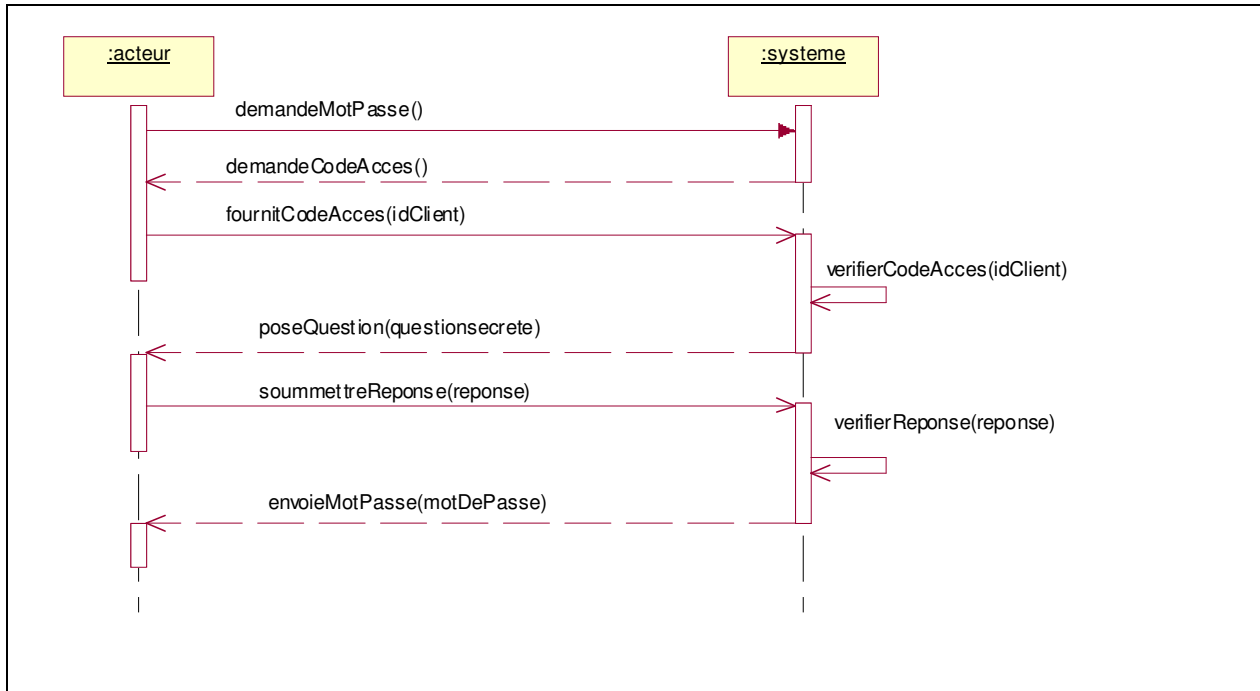 :acteur
:systeme
demandeMotPasse()
demandeCodeAcces()
fournitCodeAcces(idClient)
verifierCodeAcces(idClient)
poseQuestion(questionsecrete)
soummettreReponse(reponse)
verifierReponse(reponse)
envoieMotPasse(motDePasse)